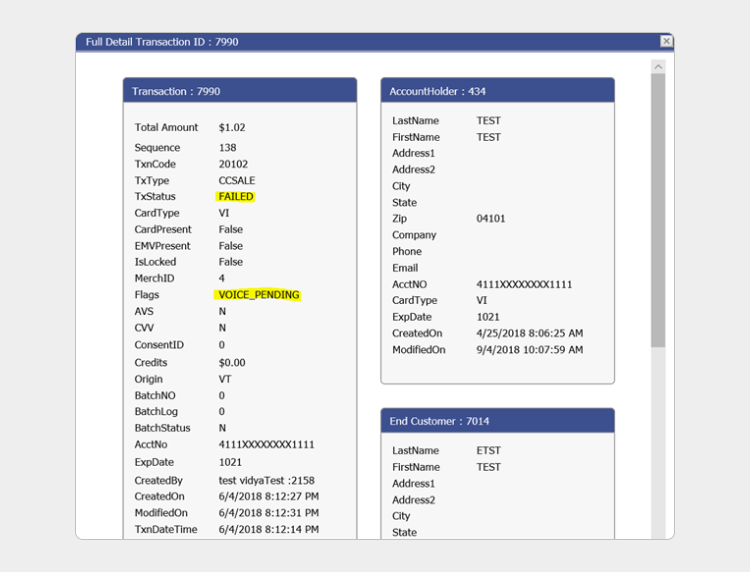 Full Detail Transaction ID : 7990
Transaction : 7990
Total Amount $1.02
Sequence 138
TxnCode 20102
TxType CCSALE
TxStatus FAILED
CardType VI
CardPresent False
EMVPresent False
IsLocked False
MerchID 4
Flags VOICE_PENDING
AVS N
CVV N
ConsentID 0
Credits $0.00
Origin VT
BatchNO 0
BatchLog 0
BatchStatus N
AcctNo 4111XXXXXXXX1111
ExpDate 1021
CreatedBy test vidyaTest :2158
CreatedOn 6/4/2018 8:12:27 PM
ModifiedOn 6/4/2018 8:12:31 PM
TxnDateTime 6/4/2018 8:12:14 PM
AccountHolder : 434
LastName TEST
FirstName TEST
Address1
Address2
City
State
Zip 04101
Company
Phone
Email
AcctNO 4111XXXXXXXX1111
CardType VI
ExpDate 1021
CreatedOn 4/25/2018 8:06:25 AM
ModifiedOn 9/4/2018 10:07:59 AM
End Customer : 7014
LastName ETST
FirstName TEST
Address1
Address2
City
State